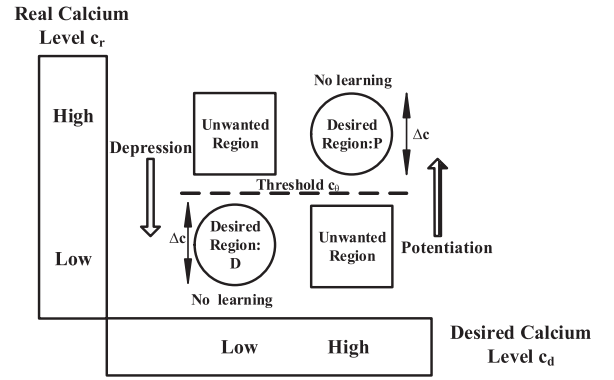 Real Calcium
Level cr
High
Low
Depression
Unwanted
Region
No learning
Desired
Region:P
Δc
Threshold cθ
Δc
Desired
Region:
D
No learning
Unwanted
Region
Potentiation
Low
High
Desired Calcium
Level cd